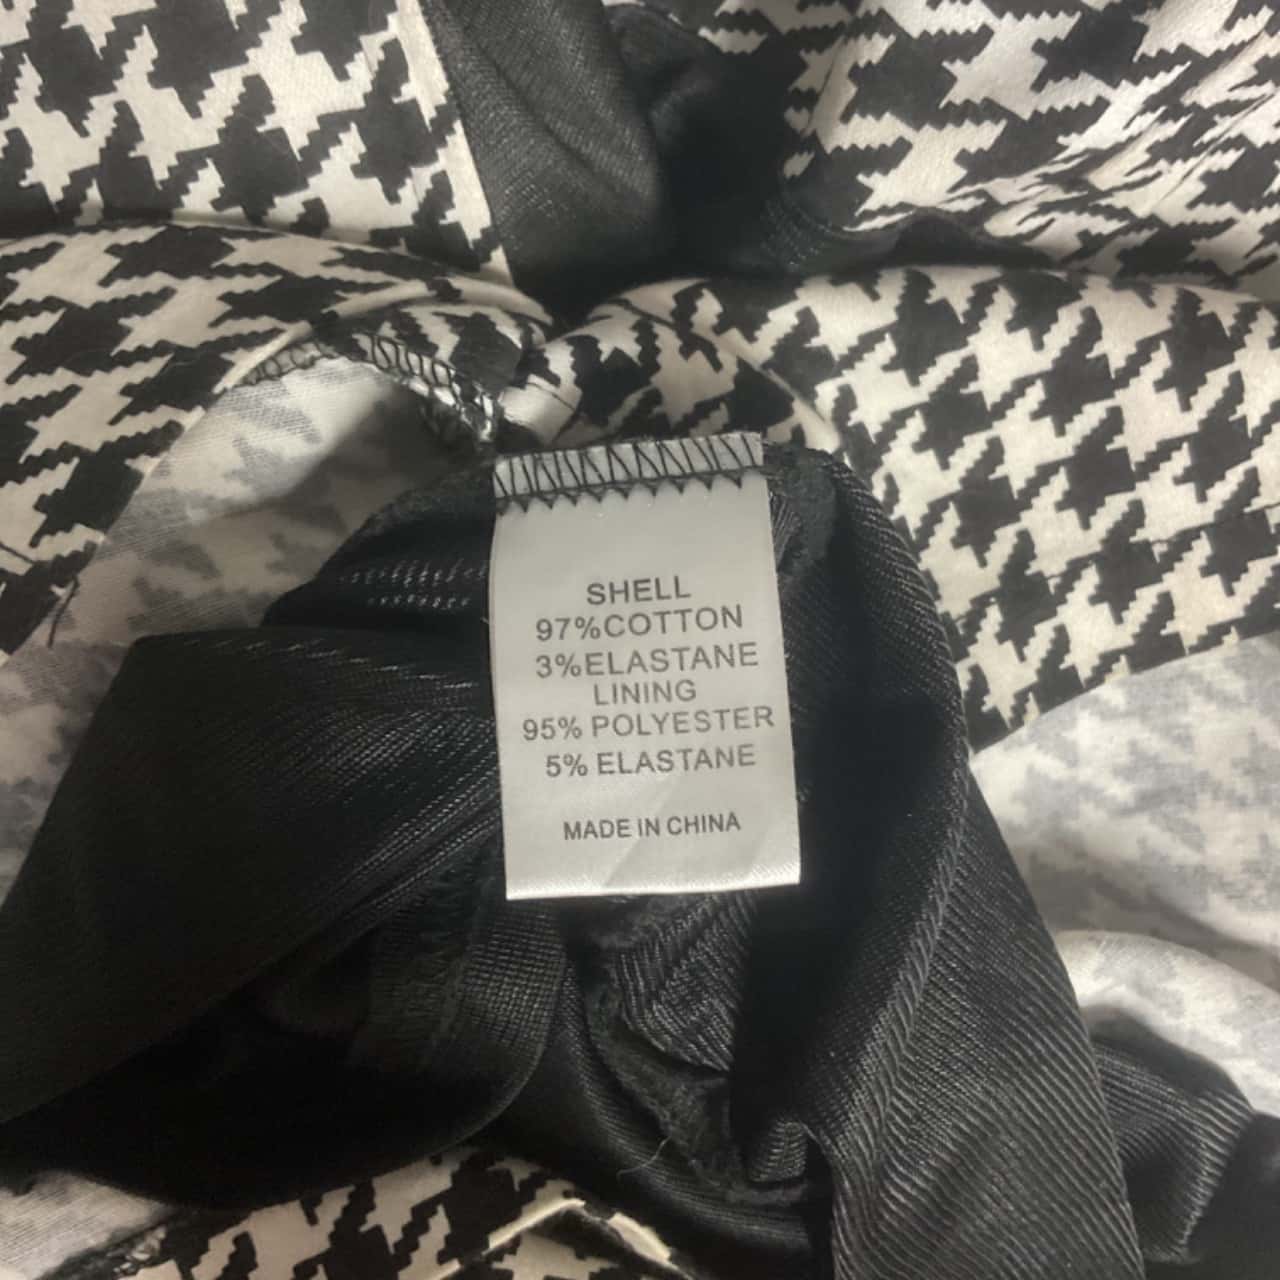 SHELL
97%COTTON
3%ELASTANE
LINING
95% POLYESTER
5% ELASTANE
MADE IN CHINA